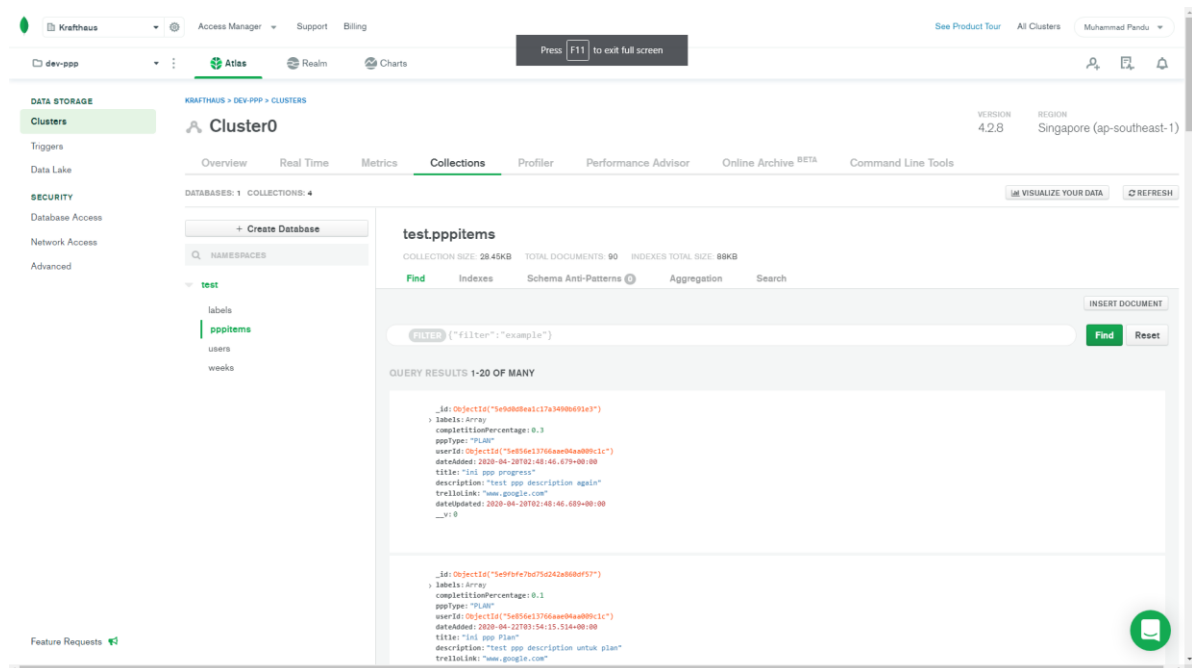 Krafthaus Access Manager Support Billing See Product Tour All Clusters Muhammad Pandu
Press F11 to exit full screen
dev-ppp Atlas Realm Charts
DATA STORAGE
Clusters
Triggers
Data Lake
SECURITY
Database Access
Network Access
Advanced
Feature Requests
KRAFTHAUS > DEV-PPP > CLUSTERS
Cluster0
VERSION REGION
4.2.8 Singapore (ap-southeast-1)
Overview Real Time Metrics Collections Profiler Performance Advisor Online Archive BETA Command Line Tools
DATABASES: 1 COLLECTIONS: 4 VISUALIZE YOUR DATA REFRESH
+ Create Database
NAMESPACES
test
labels
pppitems
users
weeks
test.pppitems
COLLECTION SIZE: 28.45KB TOTAL DOCUMENTS: 90 INDEXES TOTAL SIZE: 88KB
Find Indexes Schema Anti-Patterns 0 Aggregation Search
INSERT DOCUMENT
FILTER {"filter":"example"} Find Reset
QUERY RESULTS 1-20 OF MANY
_id: ObjectId("5e9d0d8ea1c17a3490b691e3")
labels: Array
completitionPercentage: 0.3
pppType: "PLAN"
userId: ObjectId("5e856e13766aae04aa009c1c")
dateAdded: 2020-04-20T02:48:46.679+00:00
title: "ini ppp progress"
description: "test ppp description again"
trelloLink: "www.google.com"
dateUpdated: 2020-04-20T02:48:46.689+00:00
__v: 0
_id: ObjectId("5e9fbfe7bd75d242a860df57")
labels: Array
completitionPercentage: 0.1
pppType: "PLAN"
userId: ObjectId("5e856e13766aae04aa009c1c")
dateAdded: 2020-04-22T03:54:15.514+00:00
title: "ini ppp Plan"
description: "test ppp description untuk plan"
trelloLink: "www.google.com"